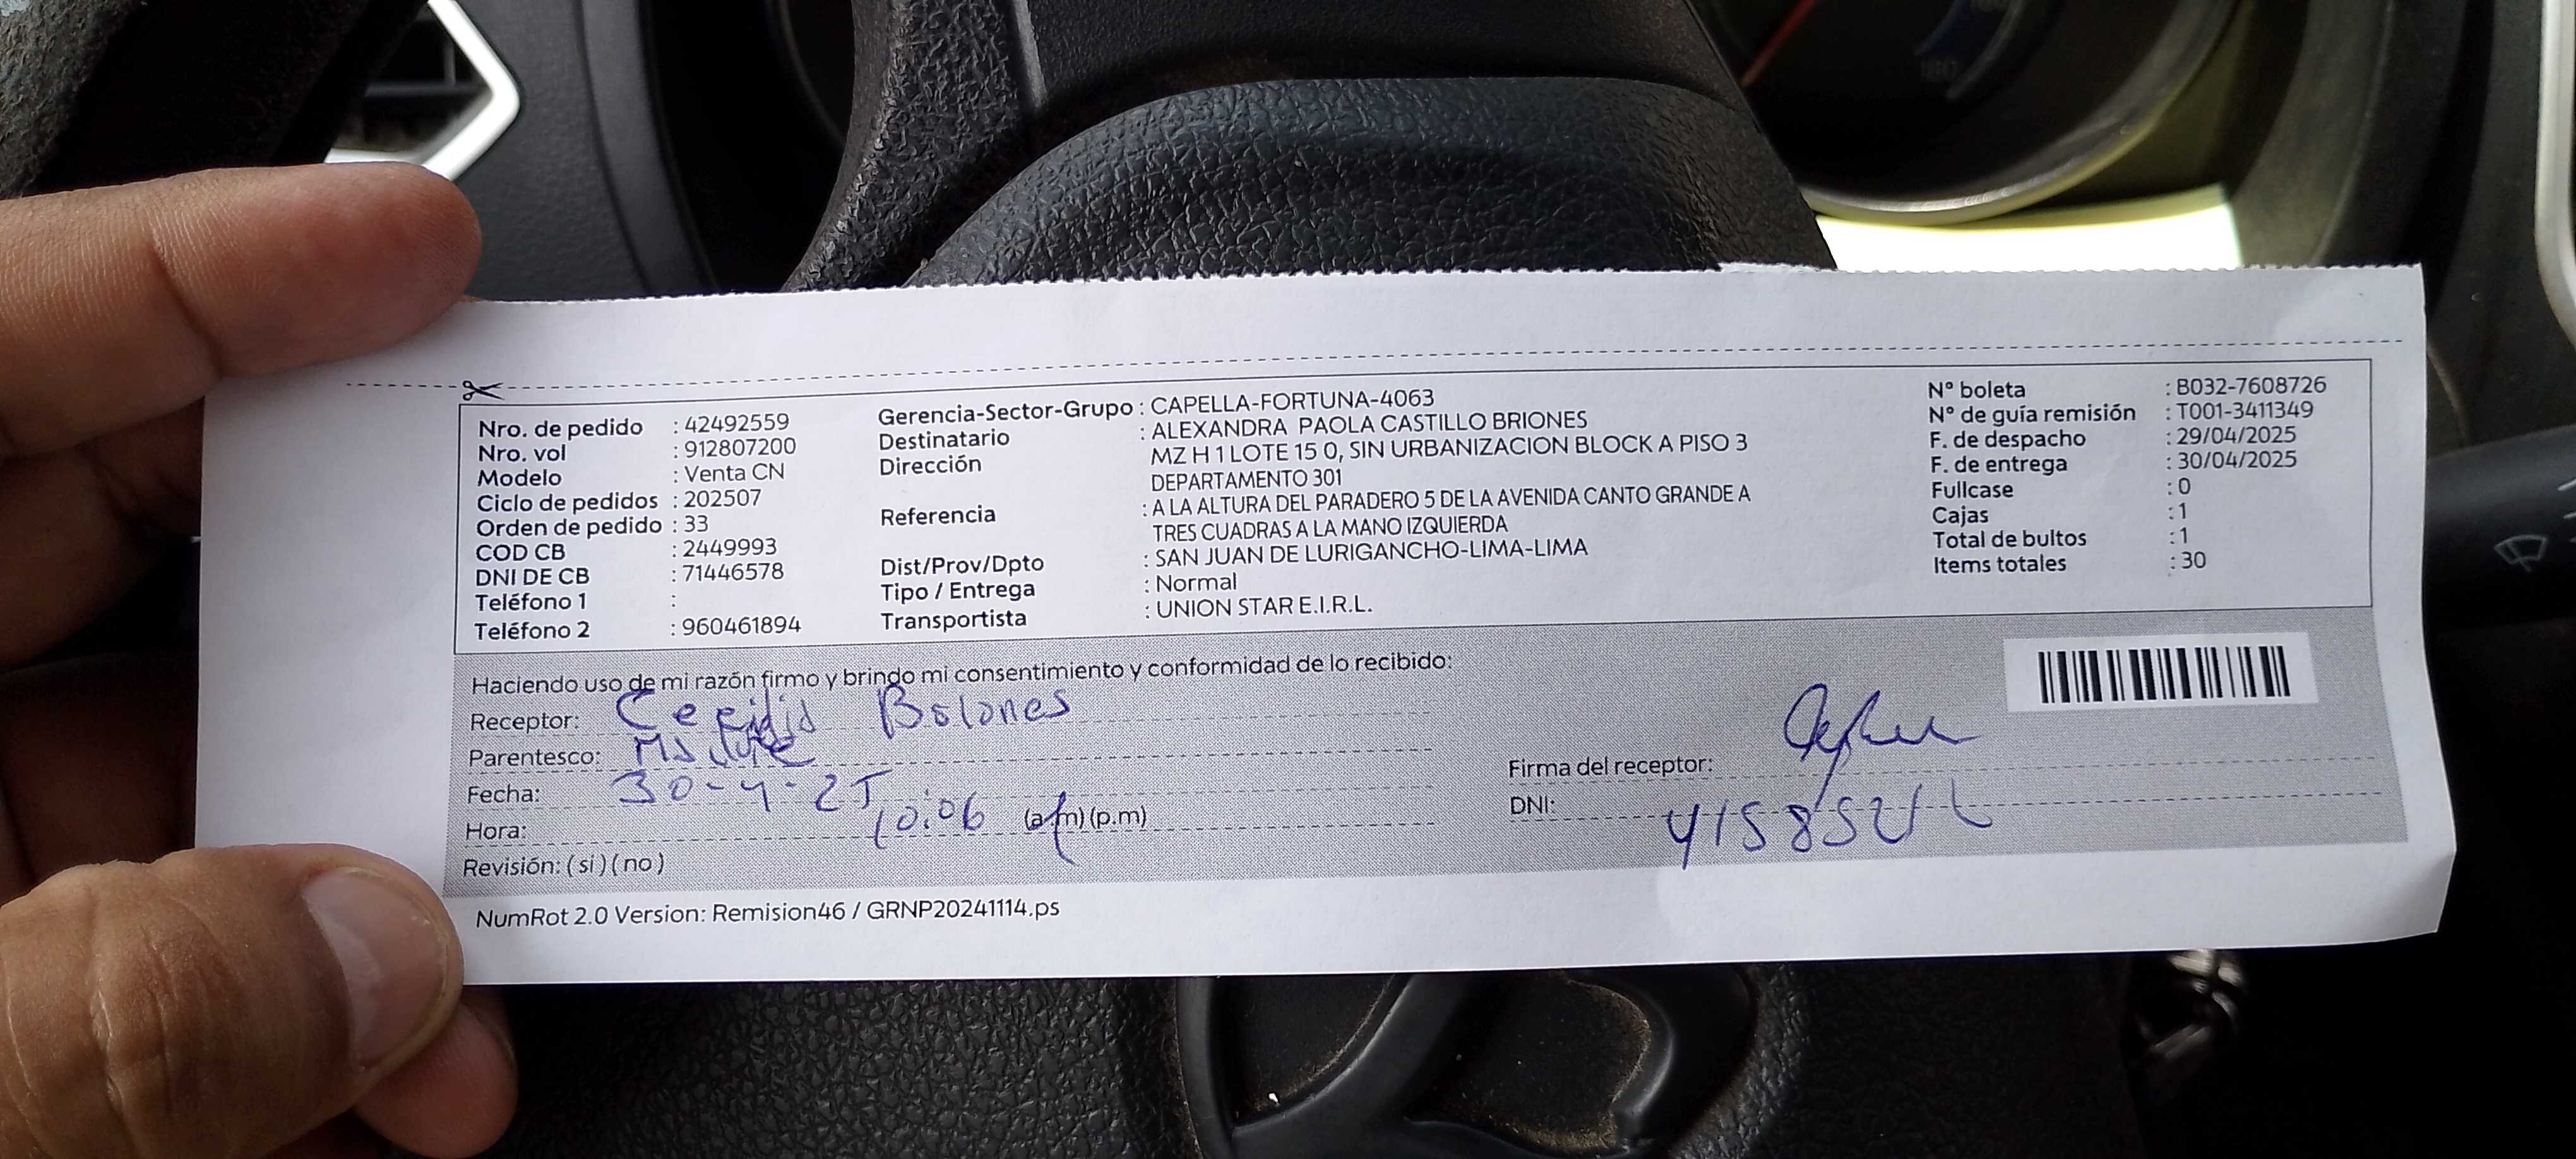 Nro. de pedido : 42492559
Nro. vol : 912807200
Modelo : Venta CN
Ciclo de pedidos : 202507
Orden de pedido : 33
COD CB : 2449993
DNI DE CB : 71446578
Teléfono 1 :
Teléfono 2 : 960461894
Gerencia-Sector-Grupo : CAPELLA-FORTUNA-4063
Destinatario : ALEXANDRA PAOLA CASTILLO BRIONES
Dirección MZ H 1 LOTE 15 0, SIN URBANIZACION BLOCK A PISO 3
DEPARTAMENTO 301
Referencia : A LA ALTURA DEL PARADERO 5 DE LA AVENIDA CANTO GRANDE A
TRES CUADRAS A LA MANO IZQUIERDA
Dist/Prov/Dpto : SAN JUAN DE LURIGANCHO-LIMA-LIMA
Tipo / Entrega : Normal
Transportista : UNION STAR E.I.R.L.
Nº boleta : B032-7608726
Nº de guía remisión : T001-3411349
F. de despacho : 29/04/2025
F. de entrega : 30/04/2025
Fullcase : 0
Cajas : 1
Total de bultos : 1
Items totales : 30
Haciendo uso de mi razón firmo y brindo mi consentimiento y conformidad de lo recibido:
Receptor:
Parentesco:
Fecha: 30-4-25
Hora: 10:06 (a.m) (p.m)
Revisión: (si) (no)
Firma del receptor:
DNI:
NumRot 2.0 Version: Remision46 / GRNP20241114.ps